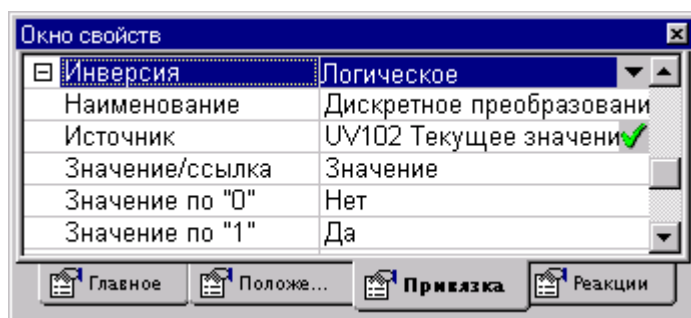 Окно свойств
Инверсия Логическое
Наименование Дискретное преобразовани
Источник UV102 Текущее значени
Значение/ссылка Значение
Значение по "0" Нет
Значение по "1" Да
Главное Положе... Привязка Реакции